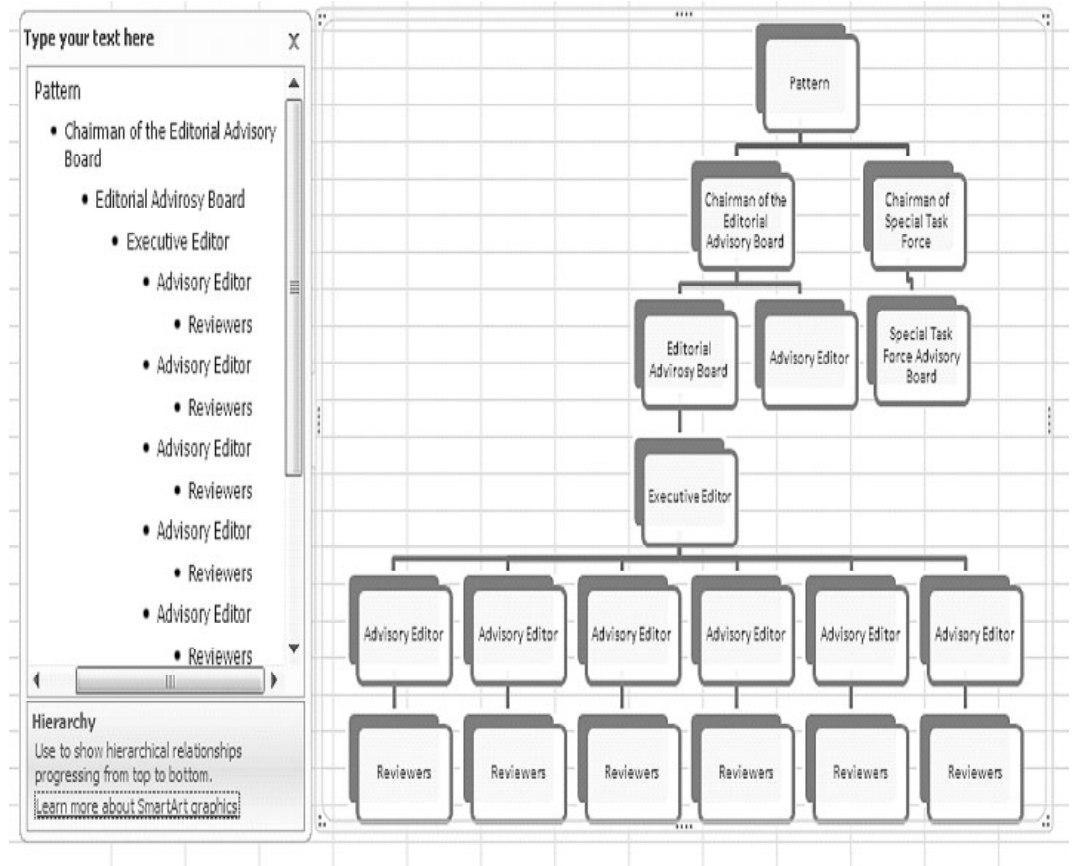 Type your text here X
Pattern
• Chairman of the Editorial Advisory
Board
• Editorial Advirosy Board
• Executive Editor
• Advisory Editor
• Reviewers
• Advisory Editor
• Reviewers
• Advisory Editor
• Reviewers
• Advisory Editor
• Reviewers
• Advisory Editor
• Reviewers
Hierarchy
Use to show hierarchical relationships
progressing from top to bottom.
Learn more about SmartArt graphics
Pattern
Chairman of the
Editorial
Advisory Board
Chairman of
Special Task
Force
Editorial
Advirosy Board
Advisory Editor
Special Task
Force Advisory
Board
Executive Editor
Advisory Editor
Advisory Editor
Advisory Editor
Advisory Editor
Advisory Editor
Advisory Editor
Reviewers
Reviewers
Reviewers
Reviewers
Reviewers
Reviewers